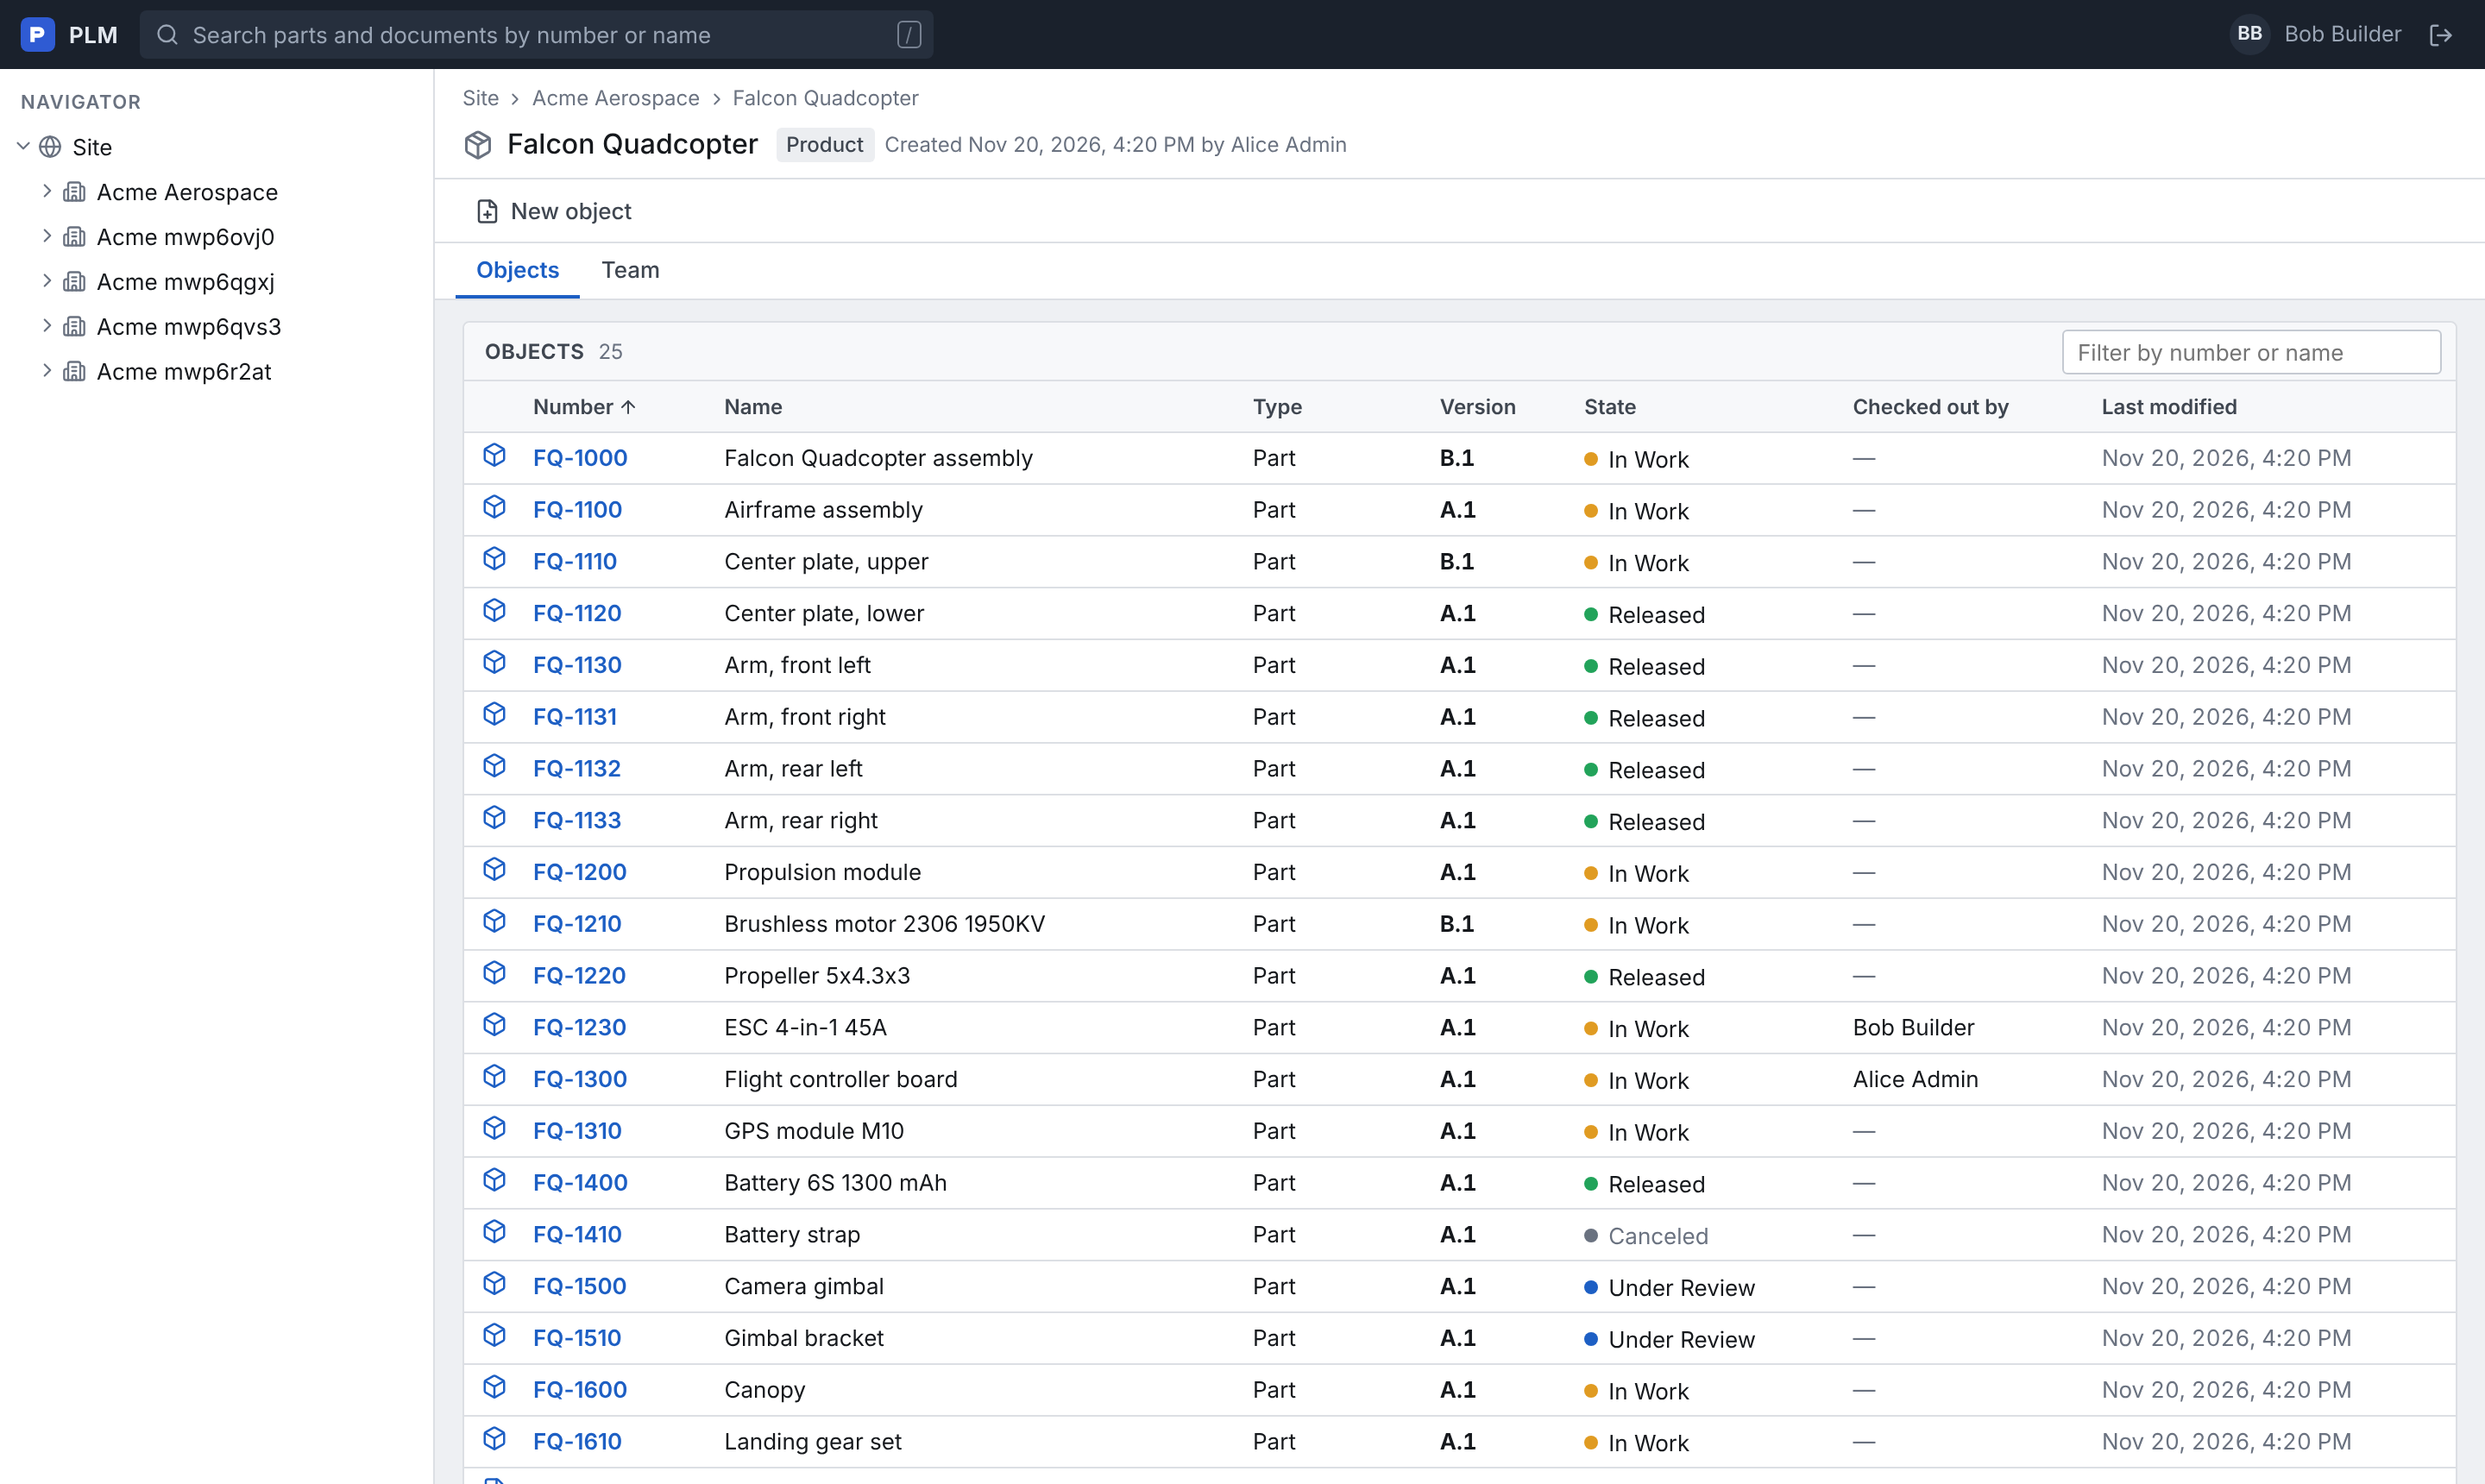 P PLM Search parts and documents by number or name / BB Bob Builder
NAVIGATOR
Site
Acme Aerospace
Acme mwp6ovj0
Acme mwp6qgxj
Acme mwp6qvs3
Acme mwp6r2at
Site > Acme Aerospace > Falcon Quadcopter
Falcon Quadcopter Product Created Nov 20, 2026, 4:20 PM by Alice Admin
New object
Objects Team
OBJECTS 25 Filter by number or name
Number ↑ Name Type Version State Checked out by Last modified
FQ-1000 Falcon Quadcopter assembly Part B.1 In Work — Nov 20, 2026, 4:20 PM
FQ-1100 Airframe assembly Part A.1 In Work — Nov 20, 2026, 4:20 PM
FQ-1110 Center plate, upper Part B.1 In Work — Nov 20, 2026, 4:20 PM
FQ-1120 Center plate, lower Part A.1 Released — Nov 20, 2026, 4:20 PM
FQ-1130 Arm, front left Part A.1 Released — Nov 20, 2026, 4:20 PM
FQ-1131 Arm, front right Part A.1 Released — Nov 20, 2026, 4:20 PM
FQ-1132 Arm, rear left Part A.1 Released — Nov 20, 2026, 4:20 PM
FQ-1133 Arm, rear right Part A.1 Released — Nov 20, 2026, 4:20 PM
FQ-1200 Propulsion module Part A.1 In Work — Nov 20, 2026, 4:20 PM
FQ-1210 Brushless motor 2306 1950KV Part B.1 In Work — Nov 20, 2026, 4:20 PM
FQ-1220 Propeller 5x4.3x3 Part A.1 Released — Nov 20, 2026, 4:20 PM
FQ-1230 ESC 4-in-1 45A Part A.1 In Work Bob Builder Nov 20, 2026, 4:20 PM
FQ-1300 Flight controller board Part A.1 In Work Alice Admin Nov 20, 2026, 4:20 PM
FQ-1310 GPS module M10 Part A.1 In Work — Nov 20, 2026, 4:20 PM
FQ-1400 Battery 6S 1300 mAh Part A.1 Released — Nov 20, 2026, 4:20 PM
FQ-1410 Battery strap Part A.1 Canceled — Nov 20, 2026, 4:20 PM
FQ-1500 Camera gimbal Part A.1 Under Review — Nov 20, 2026, 4:20 PM
FQ-1510 Gimbal bracket Part A.1 Under Review — Nov 20, 2026, 4:20 PM
FQ-1600 Canopy Part A.1 In Work — Nov 20, 2026, 4:20 PM
FQ-1610 Landing gear set Part A.1 In Work — Nov 20, 2026, 4:20 PM